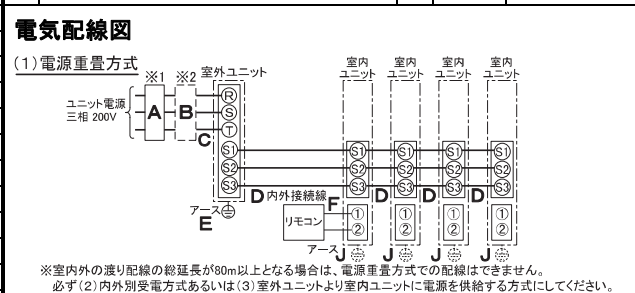 電気配線図
(1)電源重畳方式
※1 ※2 室外ユニット 室内ユニット 室内ユニット 室内ユニット 室内ユニット
ユニット電源
三相 200V
A B C
R
S
T
S1 S1 S1 S1 S1
S2 S2 S2 S2 S2
S3 S3 S3 S3 S3
D 内外接続線 F D D D
アース E
リモコン
① ① ① ①
② ② ② ②
アース J J J J
※室内外の渡り配線の総延長が80m以上となる場合は、電源重畳方式での配線はできません。
必ず(2)内外別受電方式あるいは(3)室外ユニットより室内ユニットに電源を供給する方式にしてください。